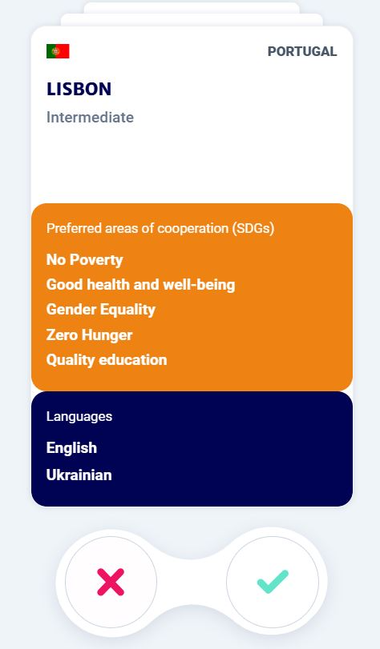 PORTUGAL
LISBON
Intermediate
Preferred areas of cooperation (SDGs)
No Poverty
Good health and well-being
Gender Equality
Zero Hunger
Quality education
Languages
English
Ukrainian